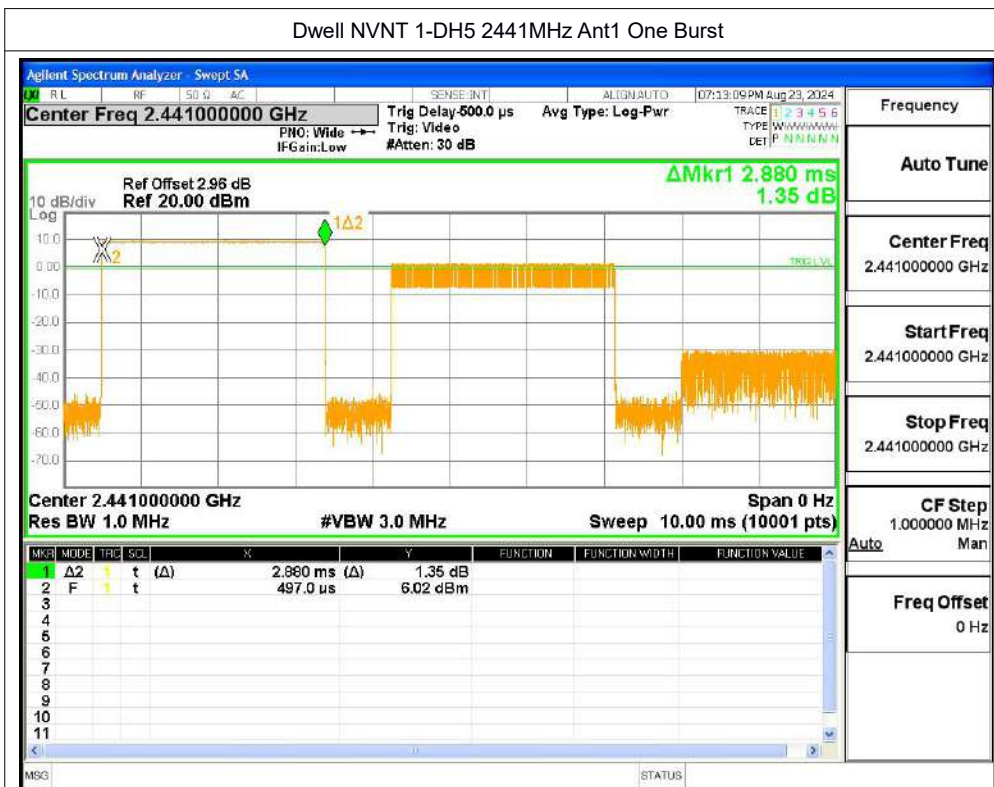 Dwell NVNT 1-DH5 2441MHz Ant1 One Burst
Agilent Spectrum Analyzer - Swept SA
RL RF 50 Ω AC SENSE:INT ALIGNAUTO 07:13:09 PM Aug 23, 2024
Center Freq 2.441000000 GHz Trig Delay-500.0 µs Avg Type: Log-Pwr TRACE 1 2 3 4 5 6
PNO: Wide Trig: Video TYPE
IFGain:Low #Atten: 30 dB DET P N N N N N
Frequency
Auto Tune
Center Freq
2.441000000 GHz
Start Freq
2.441000000 GHz
Stop Freq
2.441000000 GHz
CF Step
1.000000 MHz
Auto Man
Freq Offset
0 Hz
ΔMkr1 2.880 ms
1.35 dB
Ref Offset 2.96 dB
10 dB/div Ref 20.00 dBm
Log
1Δ2
10.0
2
0.00
TRIG LVL
-10.0
-20.0
-30.0
-40.0
-50.0
-60.0
-70.0
Center 2.441000000 GHz Span 0 Hz
Res BW 1.0 MHz #VBW 3.0 MHz Sweep 10.00 ms (10001 pts)
MKR MODE TRC SCL X Y FUNCTION FUNCTION WIDTH FUNCTION VALUE
1 Δ2 1 t (Δ) 2.880 ms (Δ) 1.35 dB
2 F 1 t 497.0 µs 6.02 dBm
3
4
5
6
7
8
9
10
11
MSG STATUS